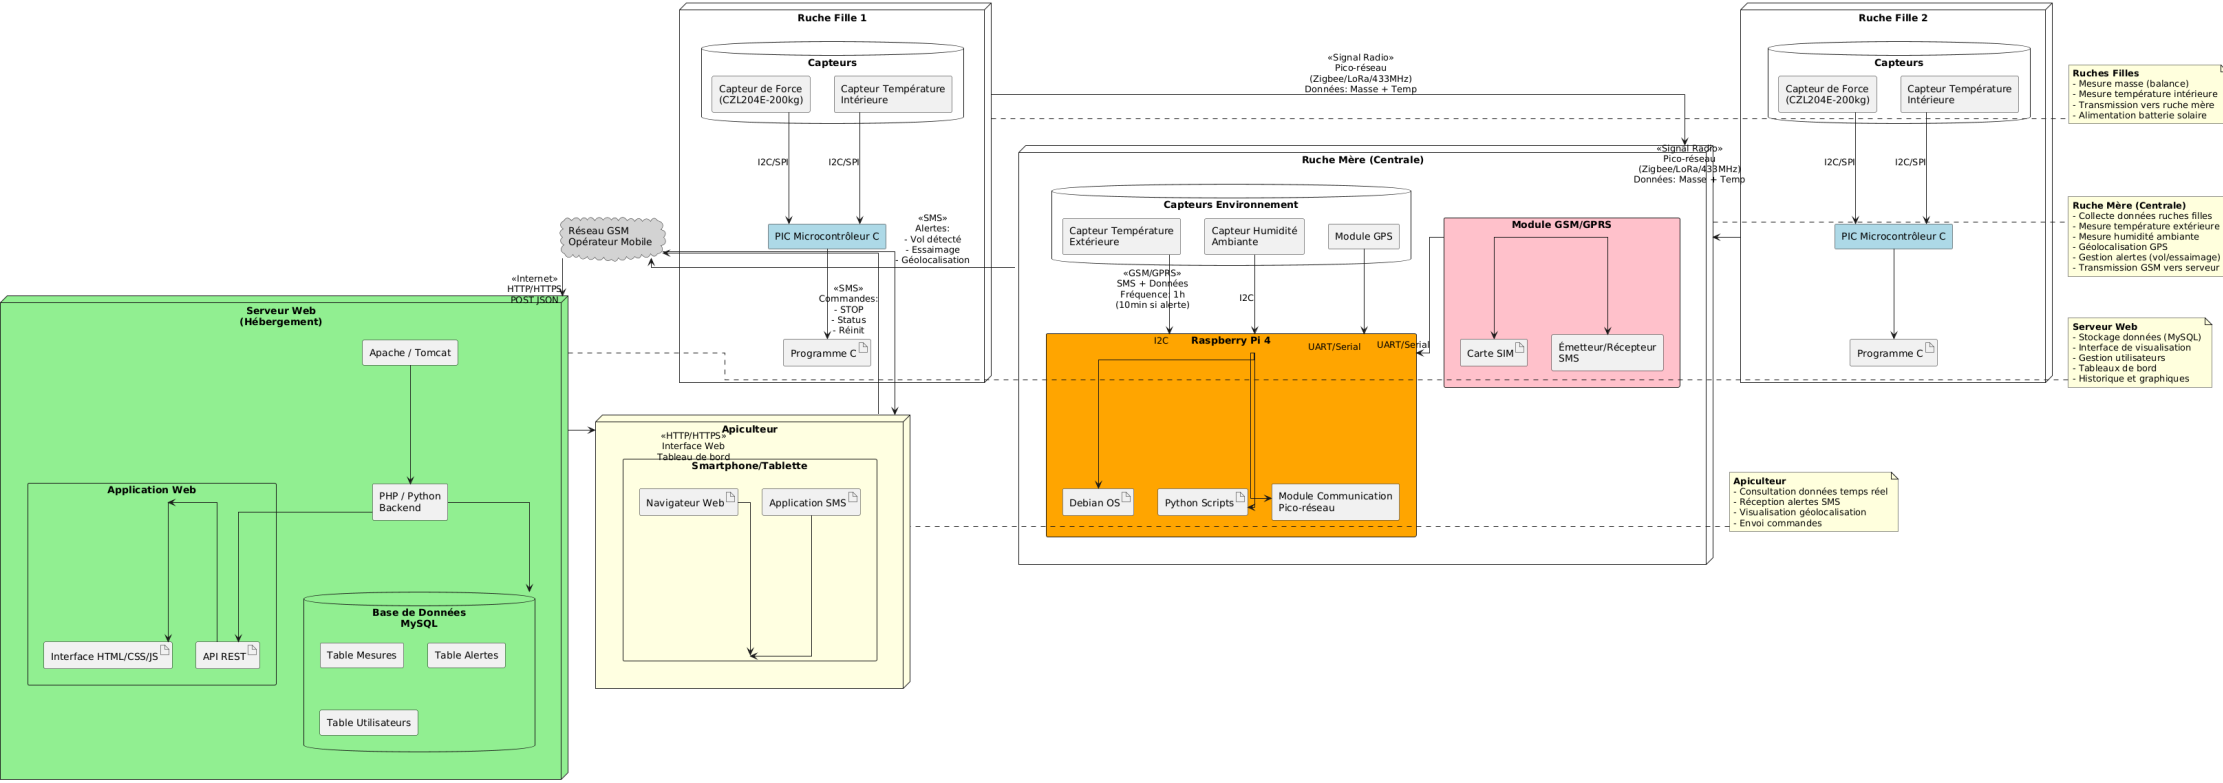 Ruche Fille 1
Capteurs
Capteur de Force
(CZL204E-200kg)
Capteur Température
Intérieure
I2C/SPI
I2C/SPI
PIC Microcontrôleur C
Programme C
«Signal Radio»
Pico-réseau
(Zigbee/LoRa/433MHz)
Données: Masse + Temp
Ruche Fille 2
Capteurs
Capteur de Force
(CZL204E-200kg)
Capteur Température
Intérieure
I2C/SPI
I2C/SPI
PIC Microcontrôleur C
Programme C
«Signal Radio»
Pico-réseau
(Zigbee/LoRa/433MHz)
Données: Masse + Temp
Ruches Filles
- Mesure masse (balance)
- Mesure température intérieure
- Transmission vers ruche mère
- Alimentation batterie solaire
Ruche Mère (Centrale)
- Collecte données ruches filles
- Mesure température extérieure
- Mesure humidité ambiante
- Géolocalisation GPS
- Gestion alertes (vol/essaimage)
- Transmission GSM vers serveur
Serveur Web
- Stockage données (MySQL)
- Interface de visualisation
- Gestion utilisateurs
- Tableaux de bord
- Historique et graphiques
Apiculteur
- Consultation données temps réel
- Réception alertes SMS
- Visualisation géolocalisation
- Envoi commandes
Ruche Mère (Centrale)
Capteurs Environnement
Capteur Température
Extérieure
Capteur Humidité
Ambiante
Module GPS
«GSM/GPRS»
SMS + Données
Fréquence: 1h
(10min si alerte)
I2C
I2C
UART/Serial
UART/Serial
Module GSM/GPRS
Carte SIM
Émetteur/Récepteur
SMS
Raspberry Pi 4
Debian OS
Python Scripts
Module Communication
Pico-réseau
Réseau GSM
Opérateur Mobile
«SMS»
Alertes:
- Vol détecté
- Essaimage
- Géolocalisation
«SMS»
Commandes:
- STOP
- Status
- Réinit
«Internet»
HTTP/HTTPS
POST JSON
Serveur Web
(Hébergement)
Apache / Tomcat
PHP / Python
Backend
Application Web
Interface HTML/CSS/JS
API REST
Base de Données
MySQL
Table Mesures
Table Alertes
Table Utilisateurs
Apiculteur
«HTTP/HTTPS»
Interface Web
Tableau de bord
Smartphone/Tablette
Navigateur Web
Application SMS